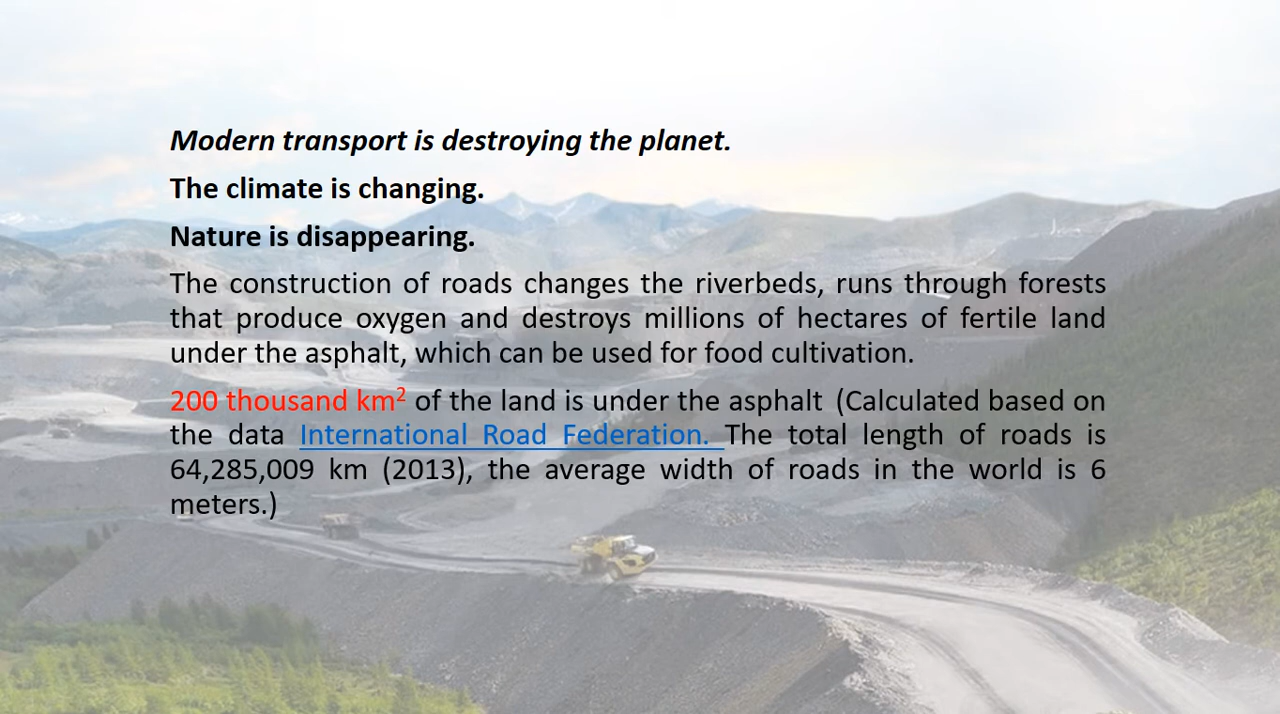 Modern transport is destroying the planet.
The climate is changing.
Nature is disappearing.
The construction of roads changes the riverbeds, runs through forests
that produce oxygen and destroys millions of hectares of fertile land
under the asphalt, which can be used for food cultivation.
200 thousand km² of the land is under the asphalt (Calculated based on
the data International Road Federation. The total length of roads is
64,285,009 km (2013), the average width of roads in the world is 6
meters.)